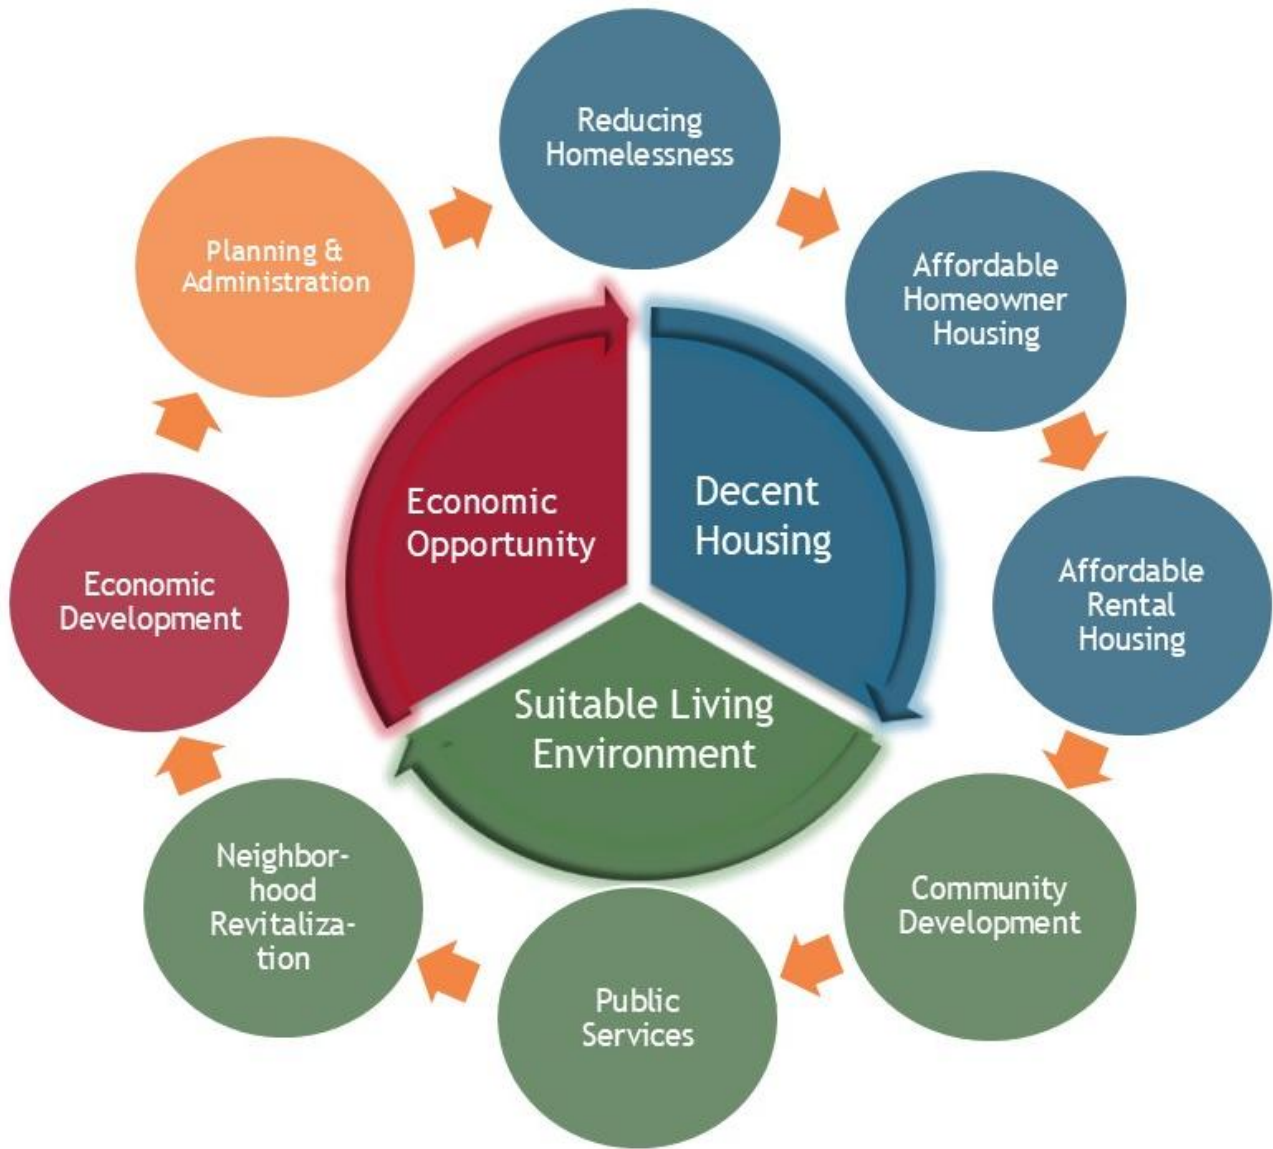 Reducing
Homelessness
Affordable
Homeowner
Housing
Affordable
Rental
Housing
Community
Development
Public
Services
Neighbor-
hood
Revitaliza-
tion
Economic
Development
Planning &
Administration
Economic
Opportunity
Decent
Housing
Suitable Living
Environment